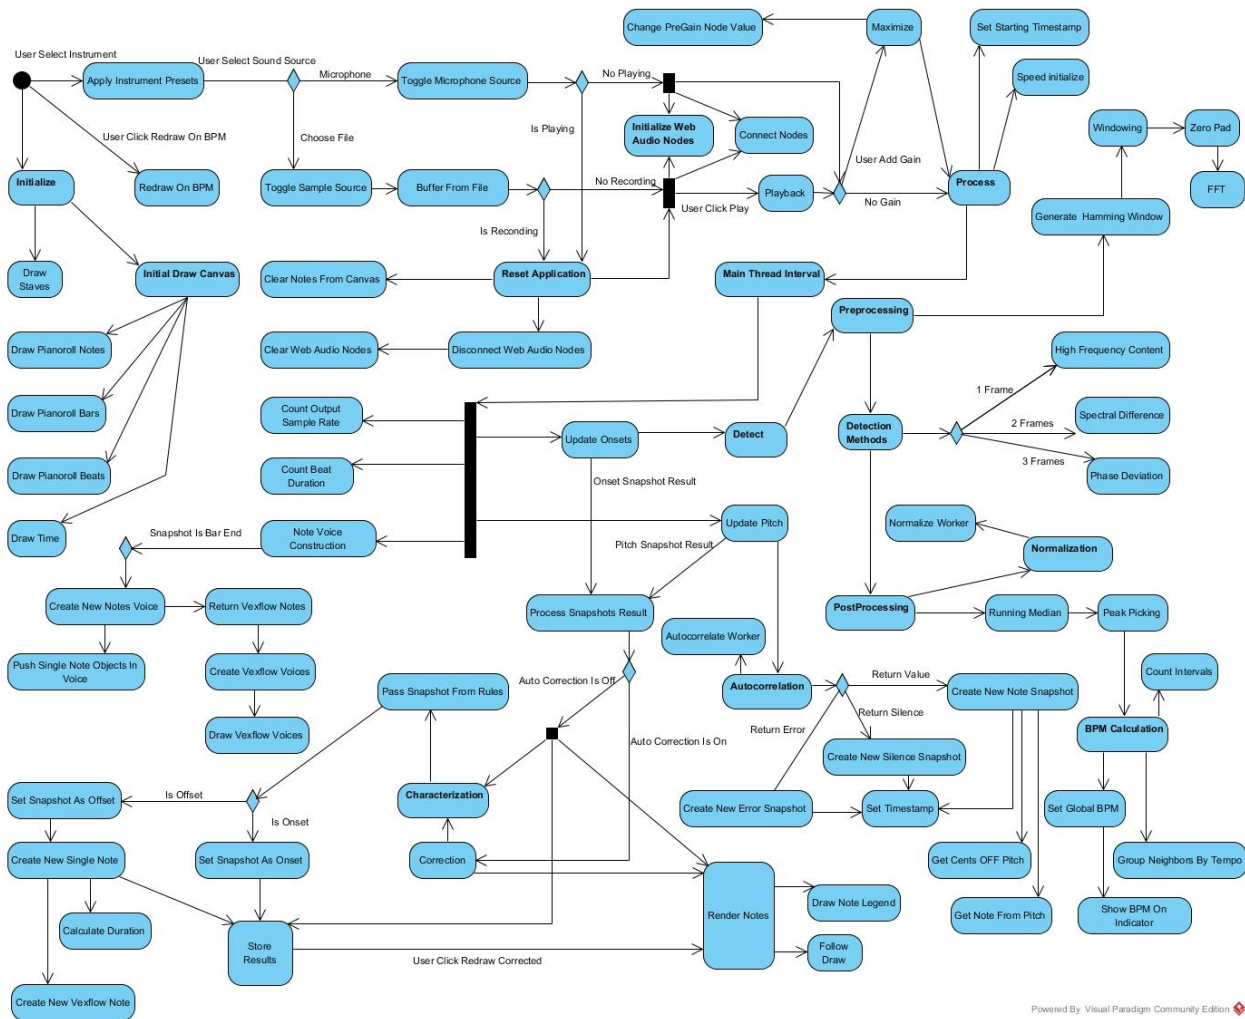 User Select Instrument
Apply Instrument Presets
User Select Sound Source
Microphone
Toggle Microphone Source
No Playing
Change PreGain Node Value
Maximize
Set Starting Timestamp
Speed initialize
User Click Redraw On BPM
Choose File
Is Playing
Initialize Web
Audio Nodes
Connect Nodes
User Add Gain
Windowing
Zero Pad
Initialize
Redraw On BPM
Toggle Sample Source
Buffer From File
No Recording
User Click Play
Playback
No Gain
Process
FFT
Generate Hamming Window
Is Reconding
Draw
Staves
Initial Draw Canvas
Clear Notes From Canvas
Reset Application
Main Thread Interval
Preprocessing
Draw Pianoroll Notes
Clear Web Audio Nodes
Disconnect Web Audio Nodes
High Frequency Content
1 Frame
Draw Pianoroll Bars
Count Output
Sample Rate
Update Onsets
Detect
Detection
Methods
2 Frames
Spectral Difference
3 Frames
Phase Deviation
Draw Pianoroll Beats
Count Beat
Duration
Onset Snapshot Result
Draw Time
Snapshot Is Bar End
Note Voice
Construction
Update Pitch
Pitch Snapshot Result
Normalize Worker
Normalization
Create New Notes Voice
Return Vexflow Notes
Process Snapshots Result
PostProcessing
Running Median
Peak Picking
Autocorrelate Worker
Push Single Note Objects In
Voice
Create Vexflow Voices
Pass Snapshot From Rules
Auto Correction Is Off
Autocorrelation
Return Value
Create New Note Snapshot
Count Intervals
Return Silence
Return Error
Draw Vexflow Voices
Auto Correction Is On
BPM Calculation
Create New Silence Snapshot
Set Snapshot As Offset
Is Offset
Characterization
Create New Error Snapshot
Set Timestamp
Set Global BPM
Is Onset
Create New Single Note
Set Snapshot As Onset
Correction
Get Cents OFF Pitch
Group Neighbors By Tempo
Calculate Duration
Render Notes
Draw Note Legend
Get Note From Pitch
Show BPM On
Indicator
Store
Results
User Click Redraw Corrected
Follow
Draw
Create New Vexflow Note
Powered By Visual Paradigm Community Edition